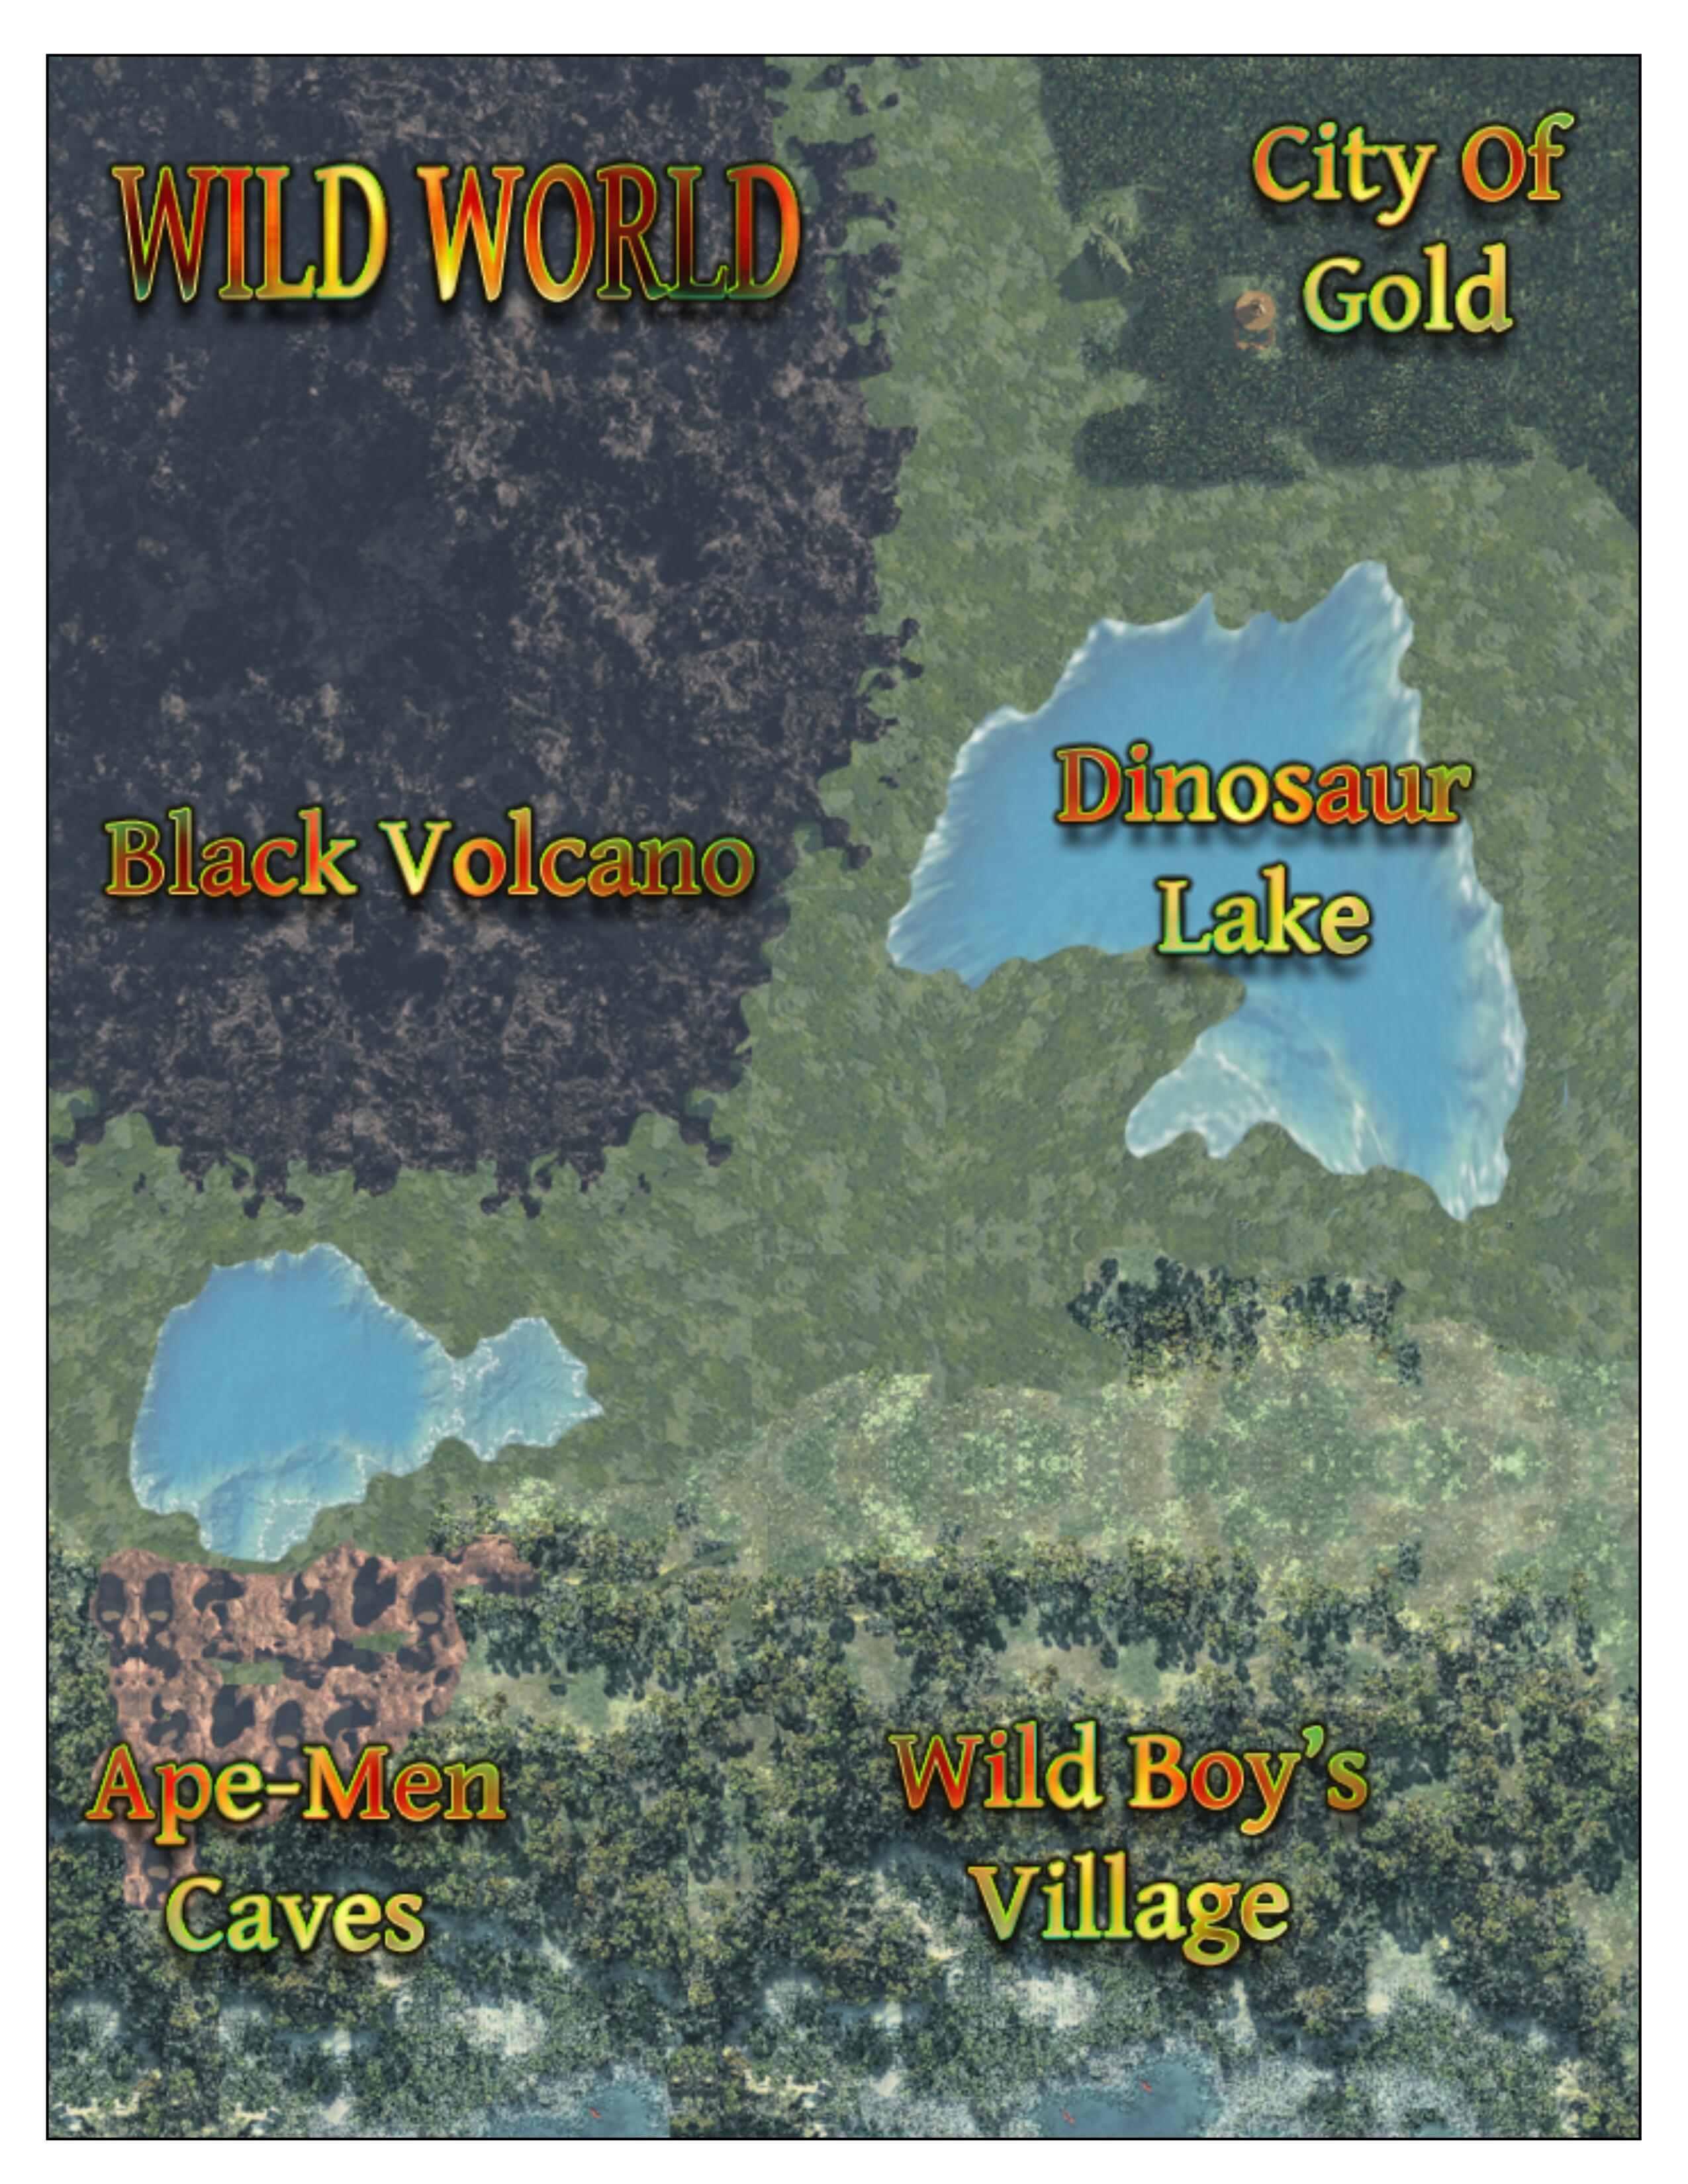 WILD WORLD
City Of
Gold
Dinosaur
Lake
Black Volcano
Ape-Men
Caves
Wild Boy’s
Village